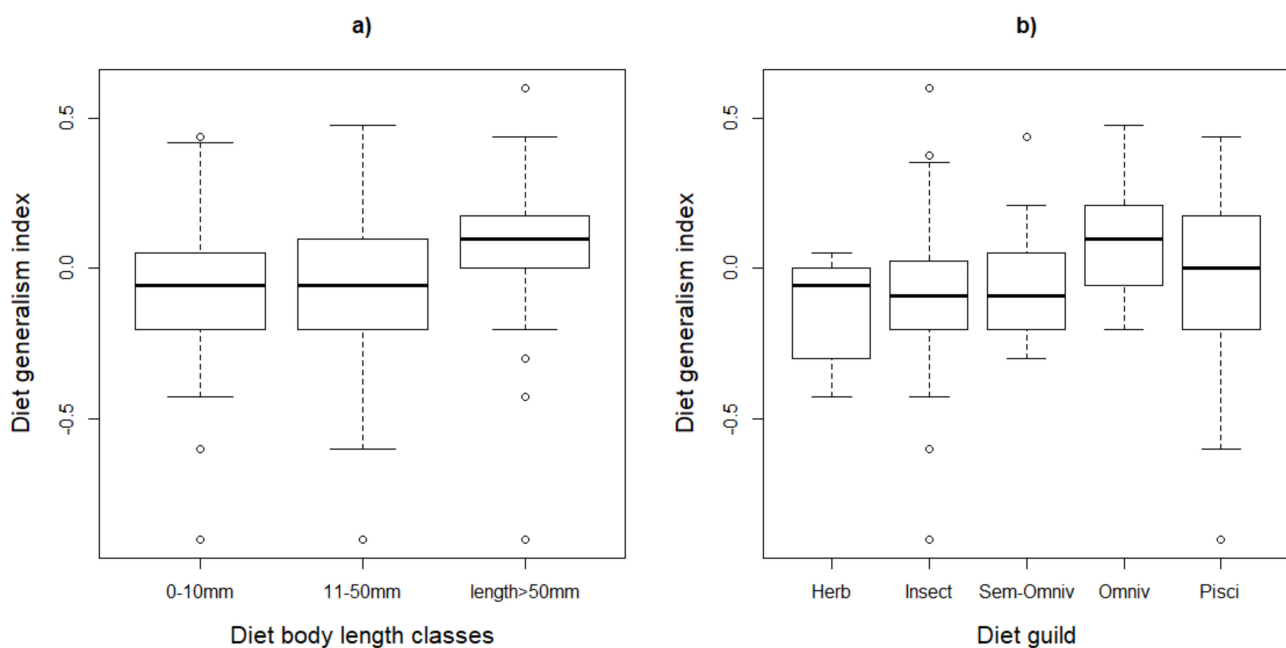 a)
Diet generalism index
0.5
0.0
-0.5
0-10mm
11-50mm
length>50mm
Diet body length classes
b)
Diet generalism index
0.5
0.0
-0.5
Herb
Insect
Sem-Omniv
Omniv
Pisci
Diet guild